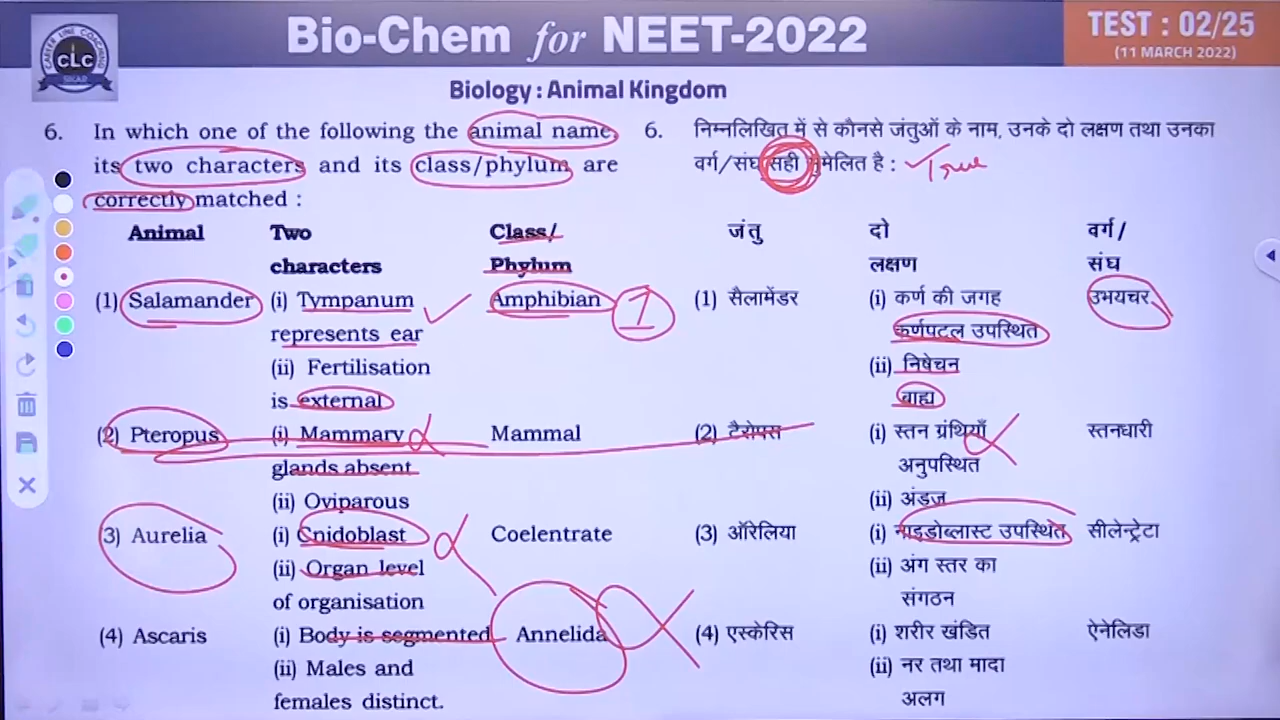 CAREER LINE COACHING
CLC
SIKAR
Bio-Chem for NEET-2022
TEST : 02/25
(11 MARCH 2022)
Biology : Animal Kingdom
6. In which one of the following the animal name, its two characters and its class/phylum are correctly matched :
Animal Two characters Class/Phylum
(1) Salamander (i) Tympanum Amphibian 1
represents ear
(ii) Fertilisation
is external
(2) Pteropus (i) Mammary Mammal
glands absent
(ii) Oviparous
3) Aurelia (i) Cnidoblast Coelentrate
(ii) Organ level
of organisation
(4) Ascaris (i) Body is segmented Annelida
(ii) Males and
females distinct.
6. निम्नलिखित में से कौनसे जंतुओं के नाम, उनके दो लक्षण तथा उनका
वर्ग/संघ सही सुमेलित है : True
जंतु दो वर्ग/
लक्षण संघ
(1) सैलामेंडर (i) कर्ण की जगह उभयचर
कर्णपटल उपस्थित
(ii) निषेचन
बाह्य
(2) टैरोपस (i) स्तन ग्रंथियाँ स्तनधारी
अनुपस्थित
(ii) अंडज
(3) ऑरेलिया (i) नाइडोब्लास्ट उपस्थित सीलेन्ट्रेटा
(ii) अंग स्तर का
संगठन
(4) एस्केरिस (i) शरीर खंडित ऐनेलिडा
(ii) नर तथा मादा
अलग